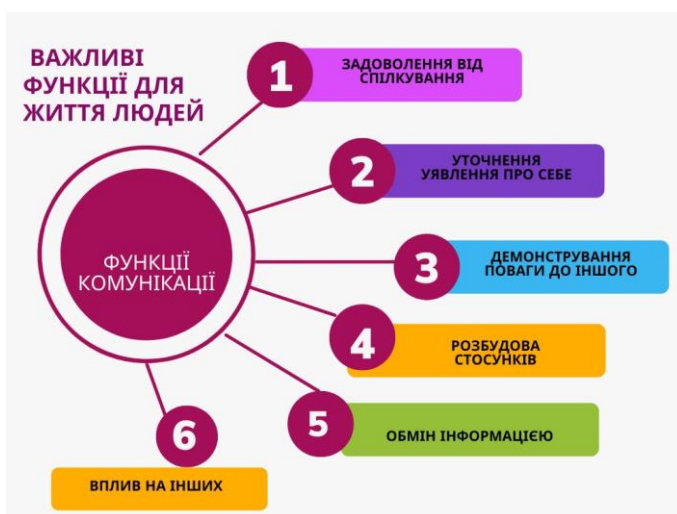 ВАЖЛИВІ
ФУНКЦІЇ ДЛЯ
ЖИТТЯ ЛЮДЕЙ
ФУНКЦІЇ
КОМУНІКАЦІЇ
1
ЗАДОВОЛЕННЯ ВІД
СПІЛКУВАННЯ
2
УТОЧНЕННЯ
УЯВЛЕННЯ ПРО СЕБЕ
3
ДЕМОНСТРУВАННЯ
ПОВАГИ ДО ІНШОГО
4
РОЗБУДОВА
СТОСУНКІВ
5
ОБМІН ІНФОРМАЦІЄЮ
6
ВПЛИВ НА ІНШИХ